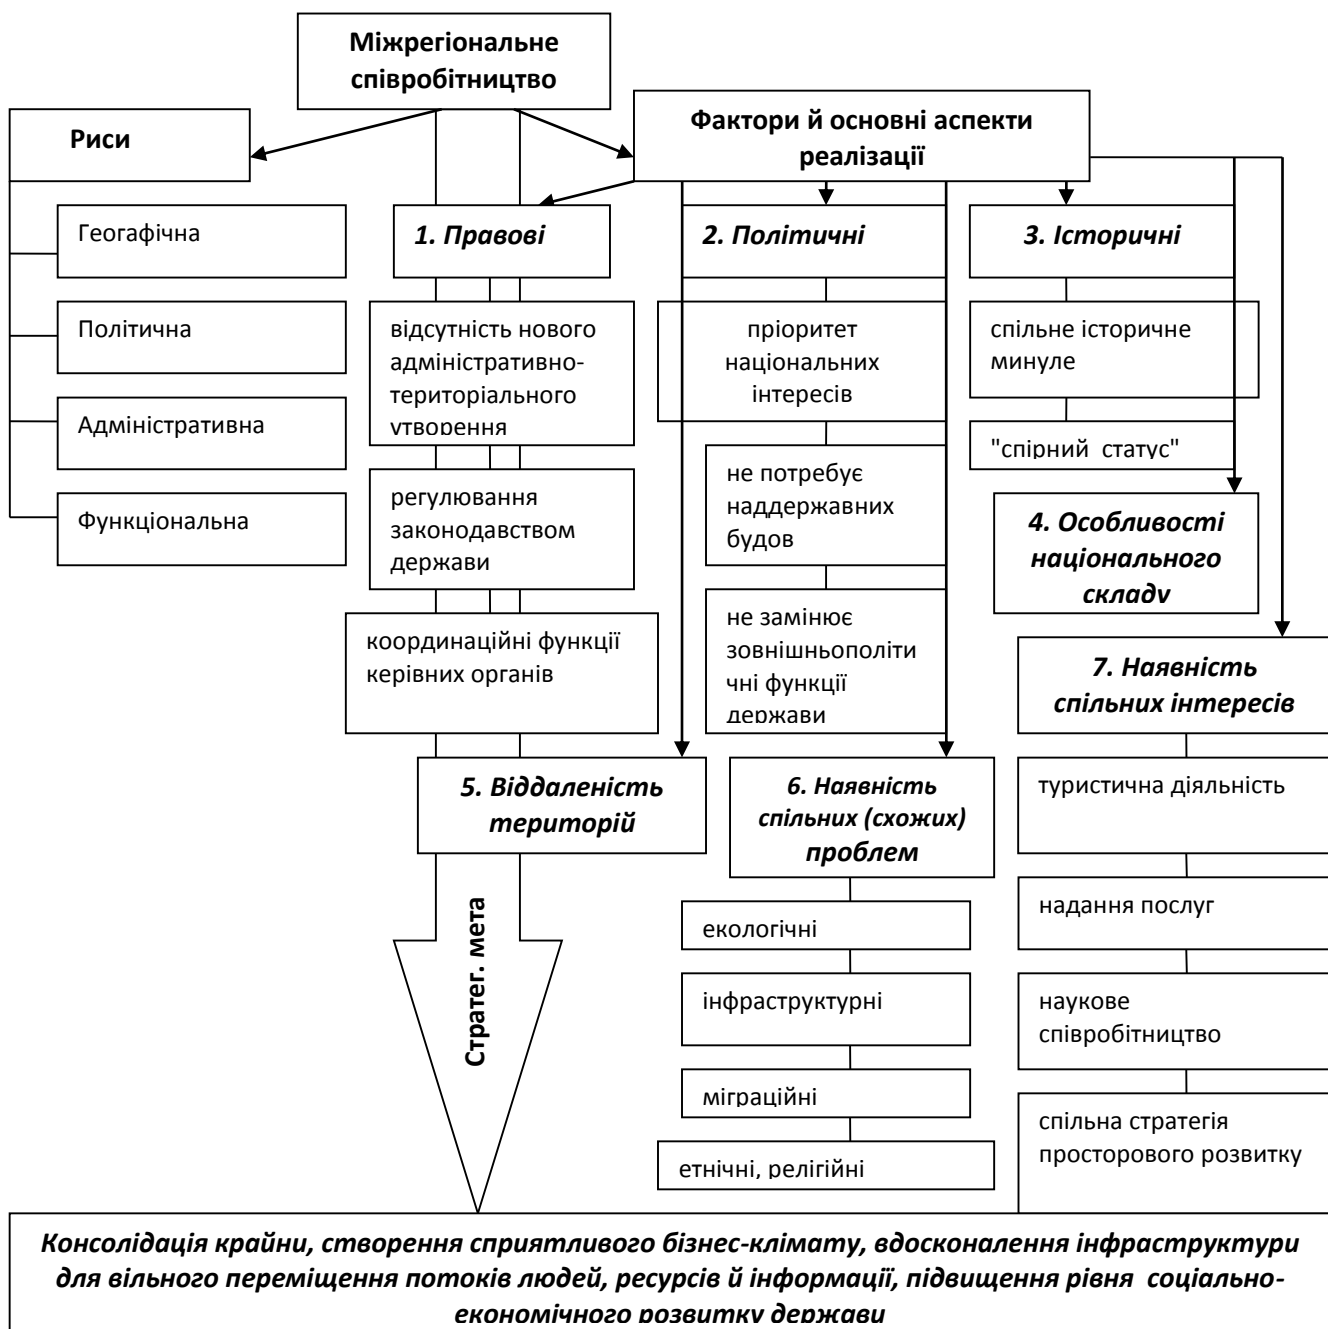 Міжрегіональне
співробітництво
Риси
Фактори й основні аспекти
реалізації
Геогафічна
Політична
Адміністративна
Функціональна
1. Правові
відсутність нового
адміністративно-
територіального
утворення
регулювання
законодавством
держави
координаційні функції
керівних органів
2. Політичні
пріоритет
національних
інтересів
не потребує
наддержавних
будов
не замінює
зовнішньополіти
чні функції
держави
3. Історичні
спільне історичне
минуле
"спірний статус"
4. Особливості
національного
складу
5. Віддаленість
територій
6. Наявність
спільних (схожих)
проблем
екологічні
інфраструктурні
міграційні
етнічні, релігійні
7. Наявність
спільних інтересів
туристична діяльність
надання послуг
наукове
співробітництво
спільна стратегія
просторового розвитку
Стратег. мета
Консолідація крайни, створення сприятливого бізнес-клімату, вдосконалення інфраструктури
для вільного переміщення потоків людей, ресурсів й інформації, підвищення рівня соціально-
економічного розвитку держави